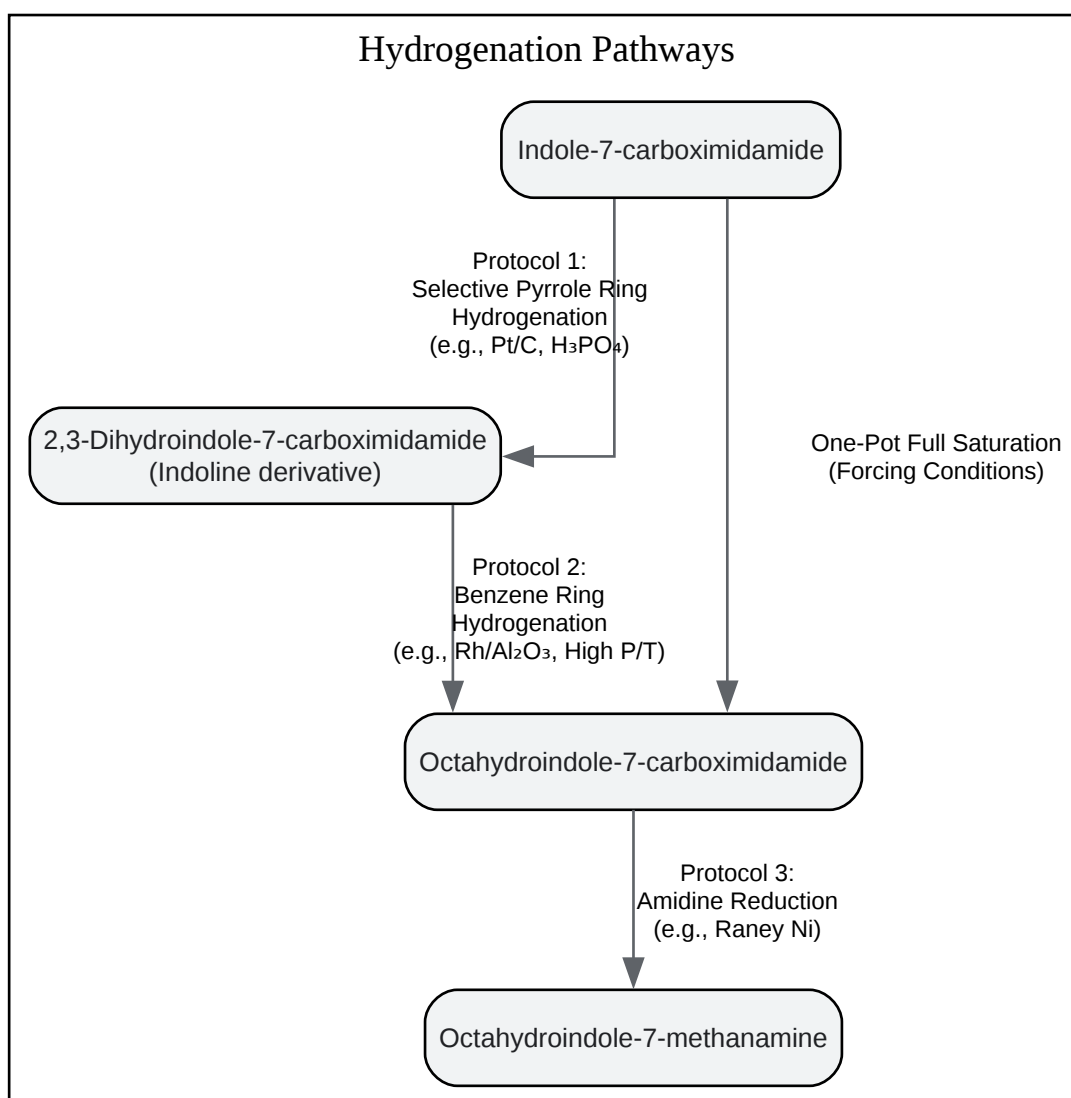 Hydrogenation Pathways
Indole-7-carboximidamide
Protocol 1:
Selective Pyrrole Ring
Hydrogenation
(e.g., Pt/C, H₃PO₄)
2,3-Dihydroindole-7-carboximidamide
(Indoline derivative)
One-Pot Full Saturation
(Forcing Conditions)
Protocol 2:
Benzene Ring
Hydrogenation
(e.g., Rh/Al₂O₃, High P/T)
Octahydroindole-7-carboximidamide
Protocol 3:
Amidine Reduction
(e.g., Raney Ni)
Octahydroindole-7-methanamine